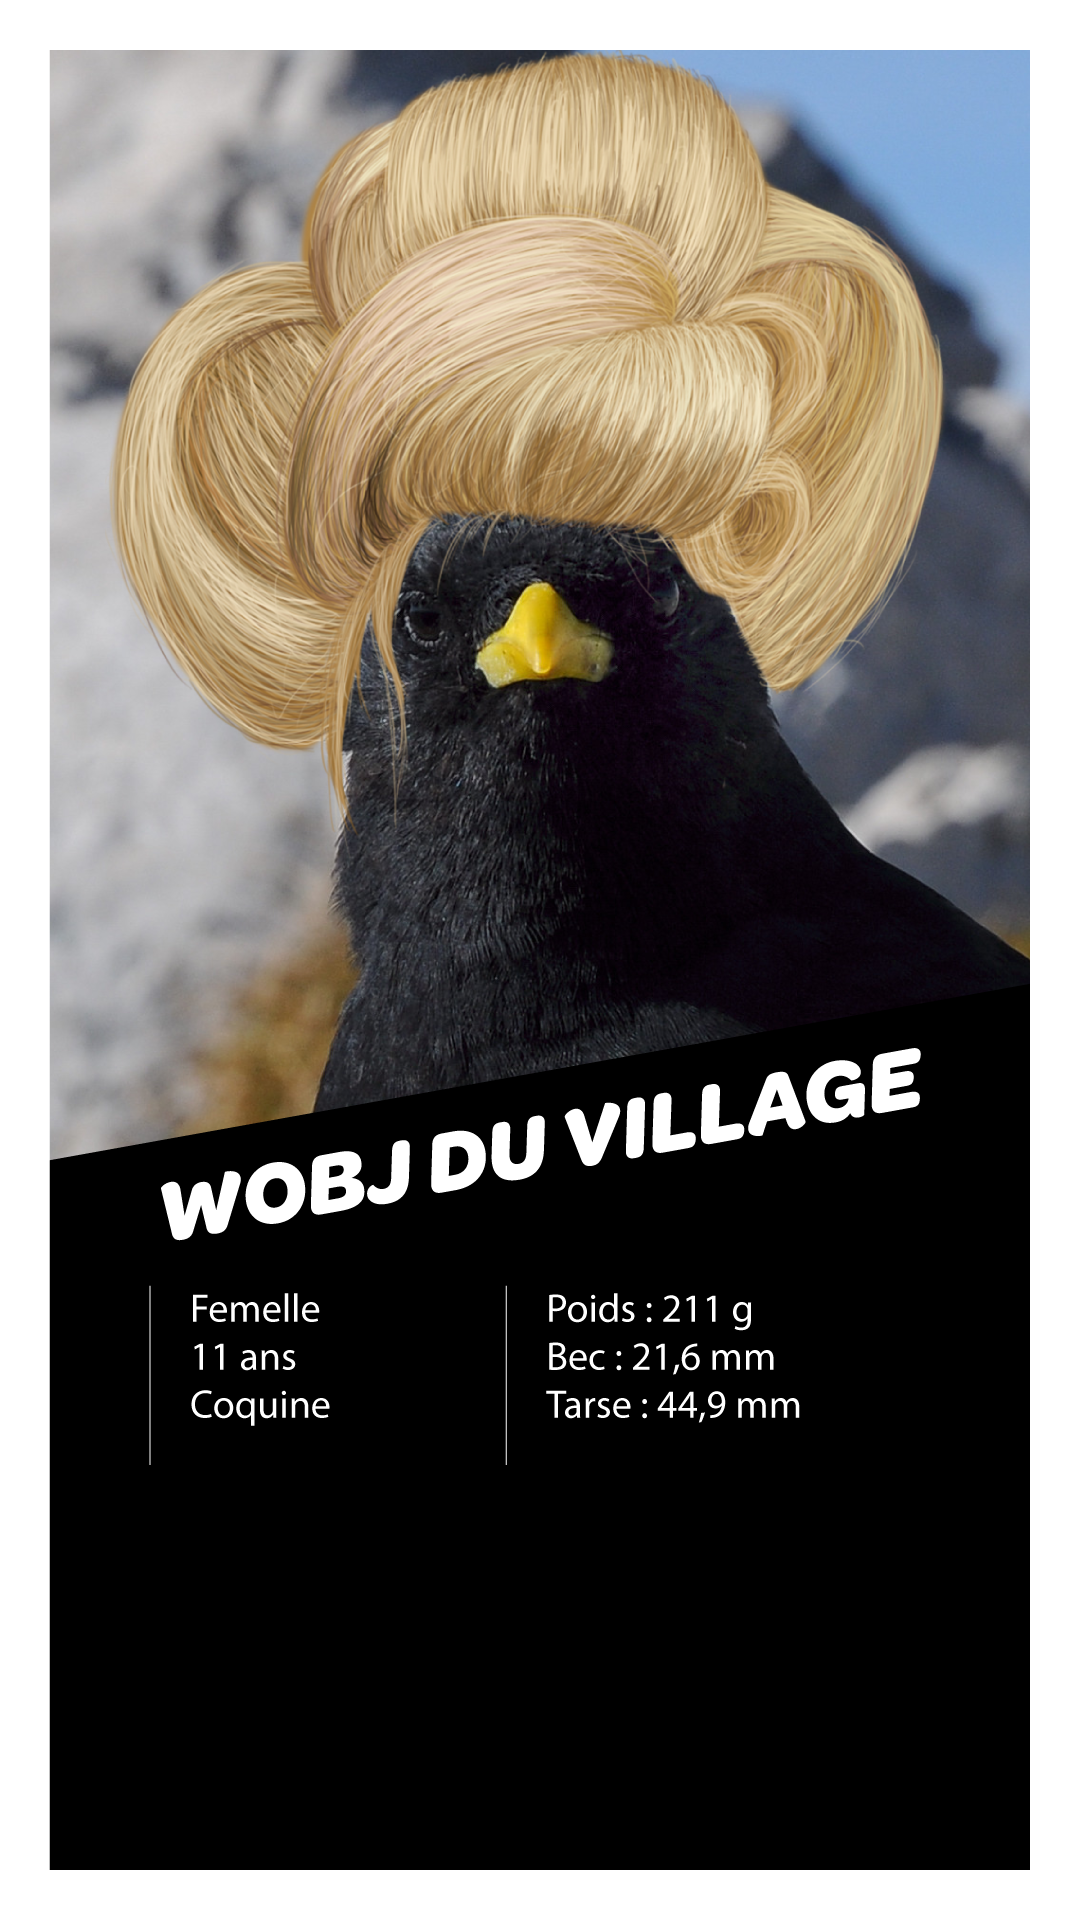 WOBJ DU VILLAGE
Femelle
11 ans
Coquine
Poids : 211 g
Bec : 21,6 mm
Tarse : 44,9 mm